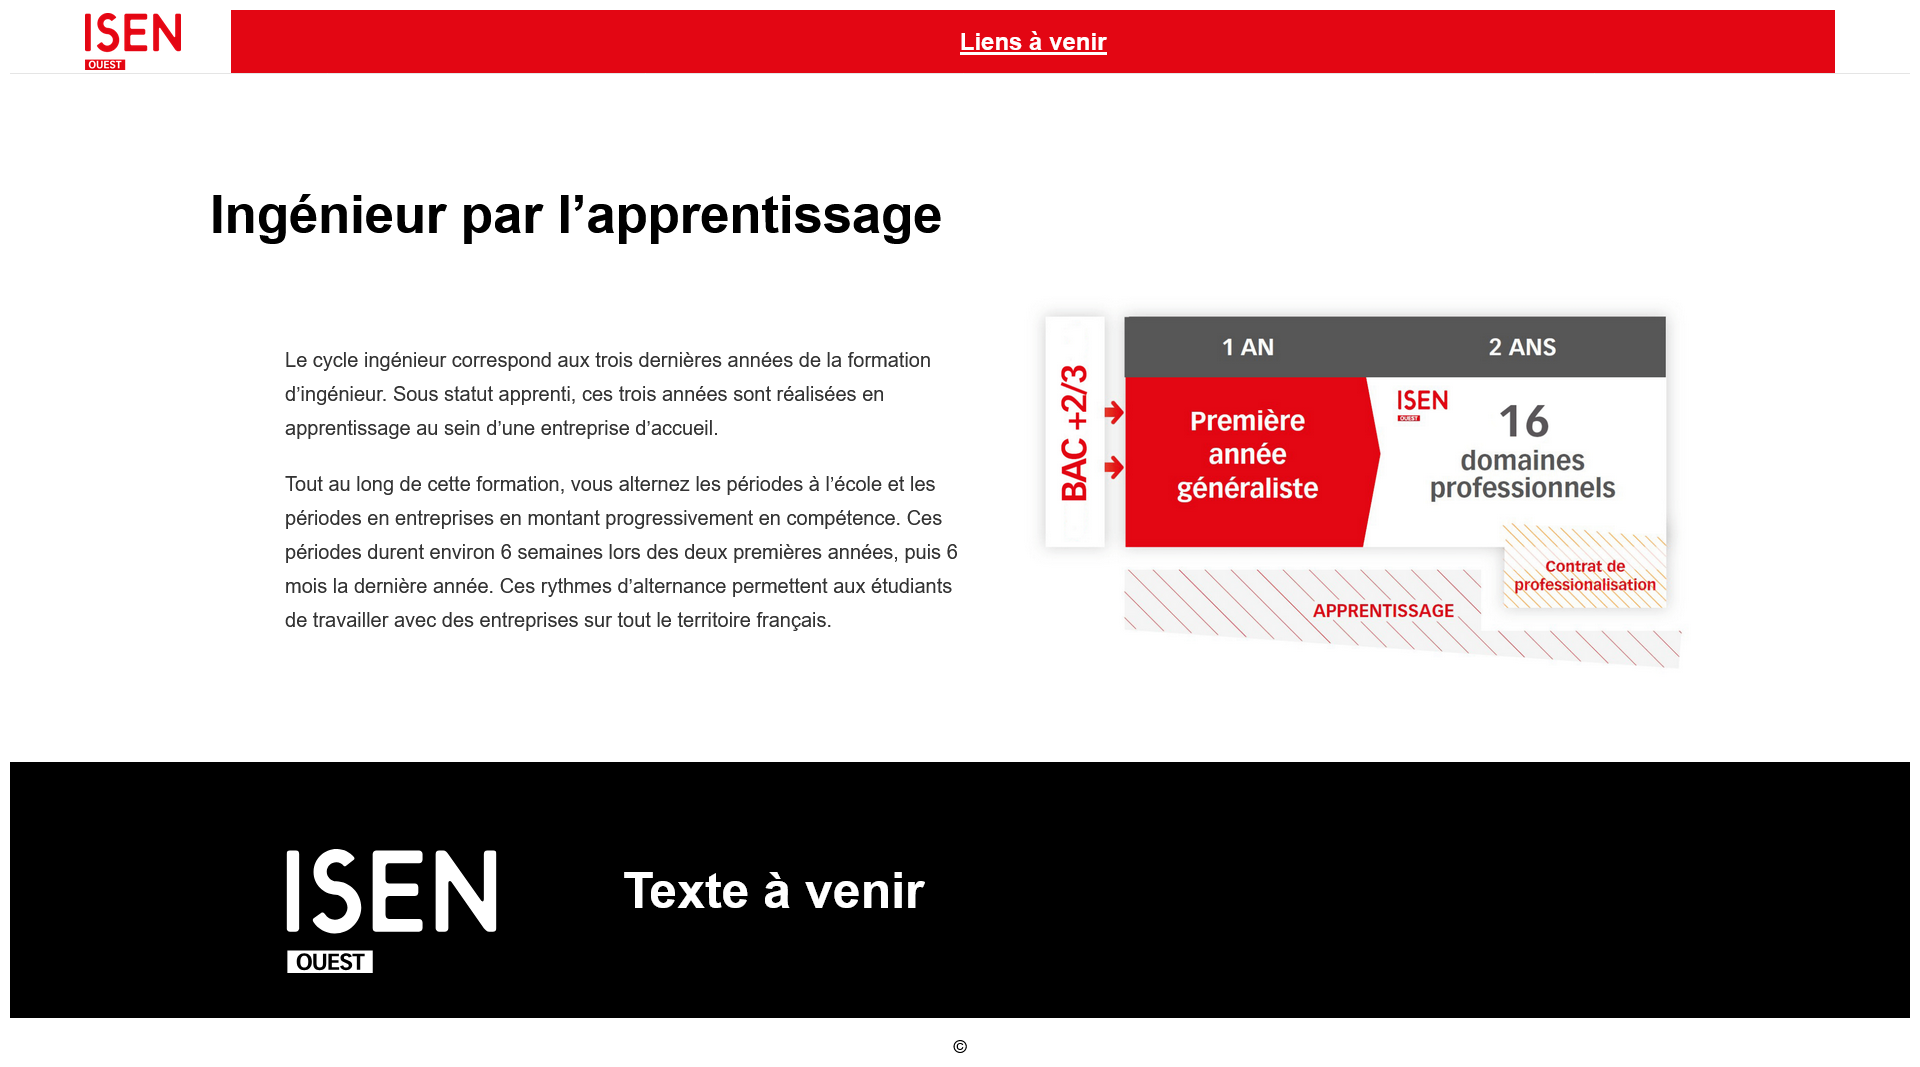 ISEN
OUEST
Liens à venir
Ingénieur par l’apprentissage
Le cycle ingénieur correspond aux trois dernières années de la formation
d’ingénieur. Sous statut apprenti, ces trois années sont réalisées en
apprentissage au sein d’une entreprise d’accueil.
Tout au long de cette formation, vous alternez les périodes à l’école et les
périodes en entreprises en montant progressivement en compétence. Ces
périodes durent environ 6 semaines lors des deux premières années, puis 6
mois la dernière année. Ces rythmes d’alternance permettent aux étudiants
de travailler avec des entreprises sur tout le territoire français.
BAC +2/3
1 AN
2 ANS
Première
année
généraliste
ISEN
OUEST
16
domaines
professionnels
Contrat de
professionalisation
APPRENTISSAGE
ISEN
OUEST
Texte à venir
©